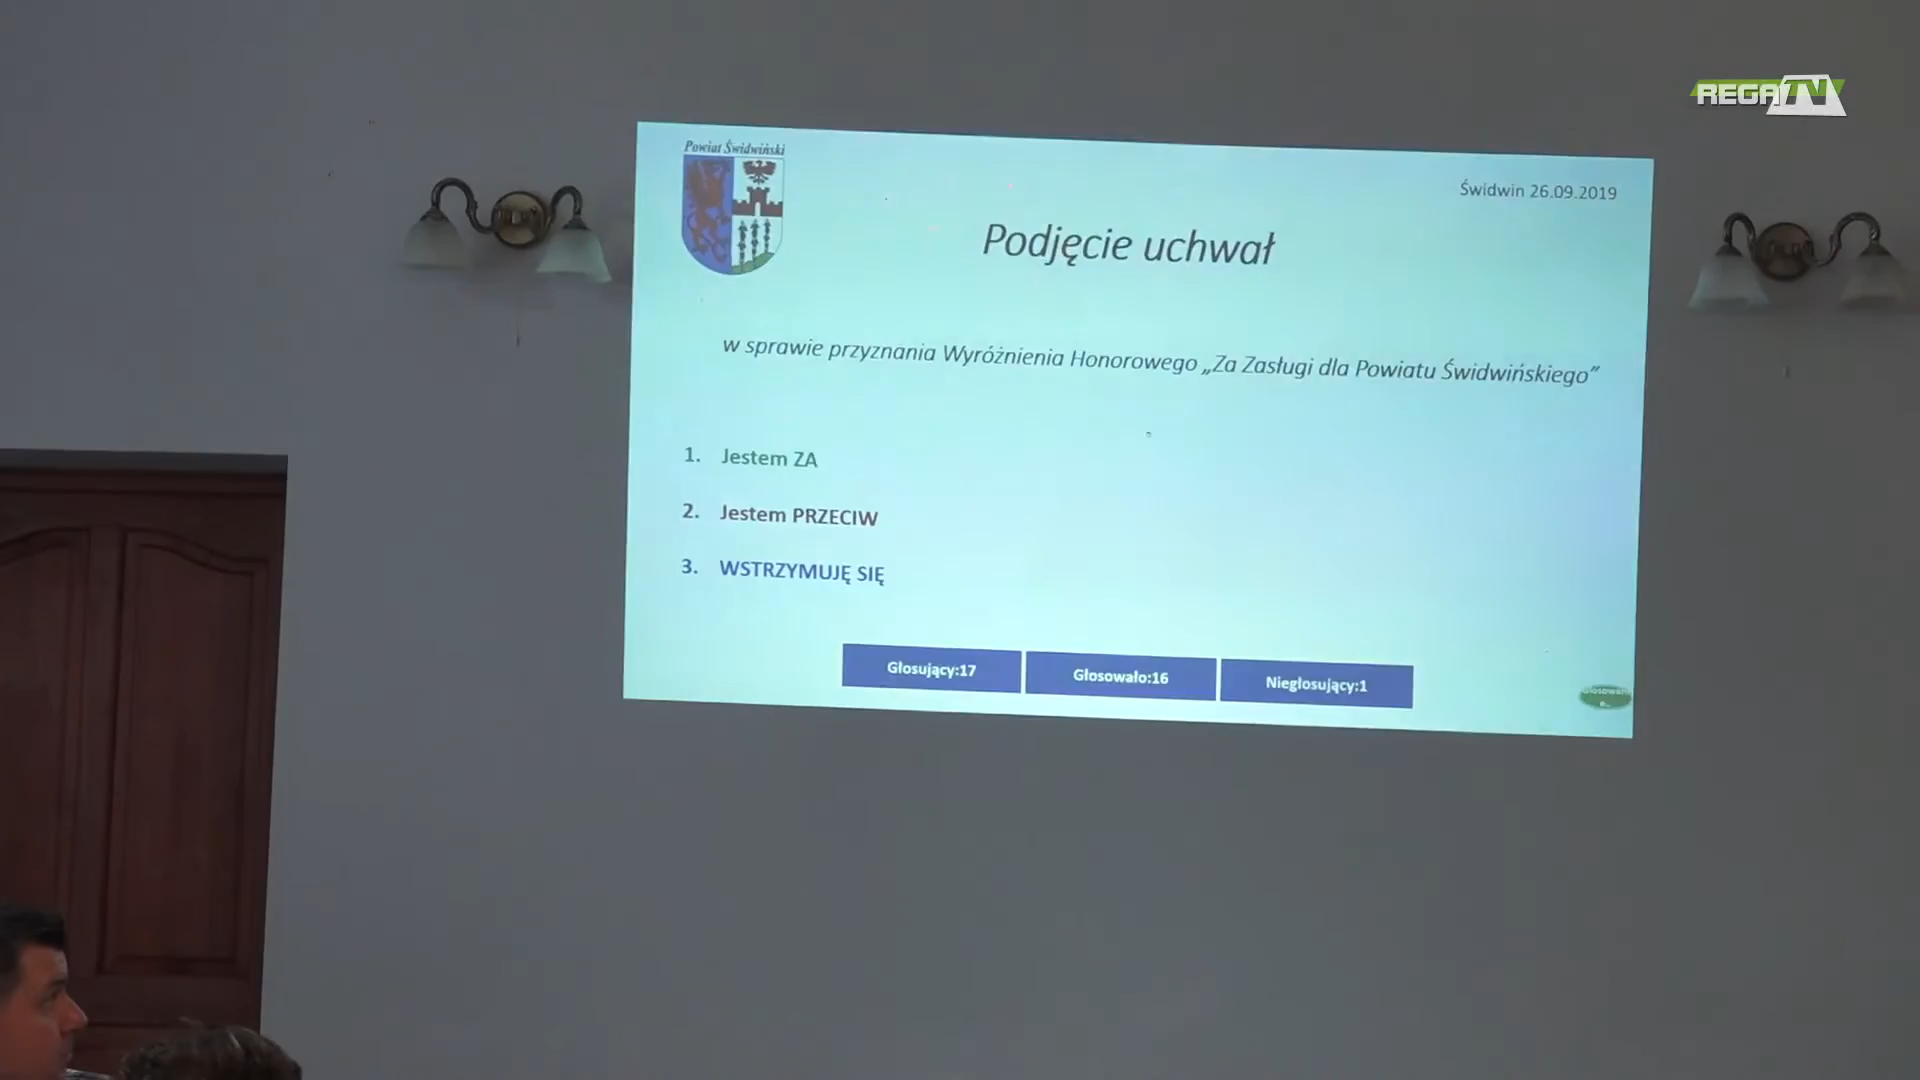 REGA TV
Powiat Świdwiński
Świdwin 26.09.2019
Podjęcie uchwał
w sprawie przyznania Wyróżnienia Honorowego „Za Zasługi dla Powiatu Świdwińskiego”
1. Jestem ZA
2. Jestem PRZECIW
3. WSTRZYMUJĘ SIĘ
Głosujący:17
Głosowało:16
Niegłosujący:1